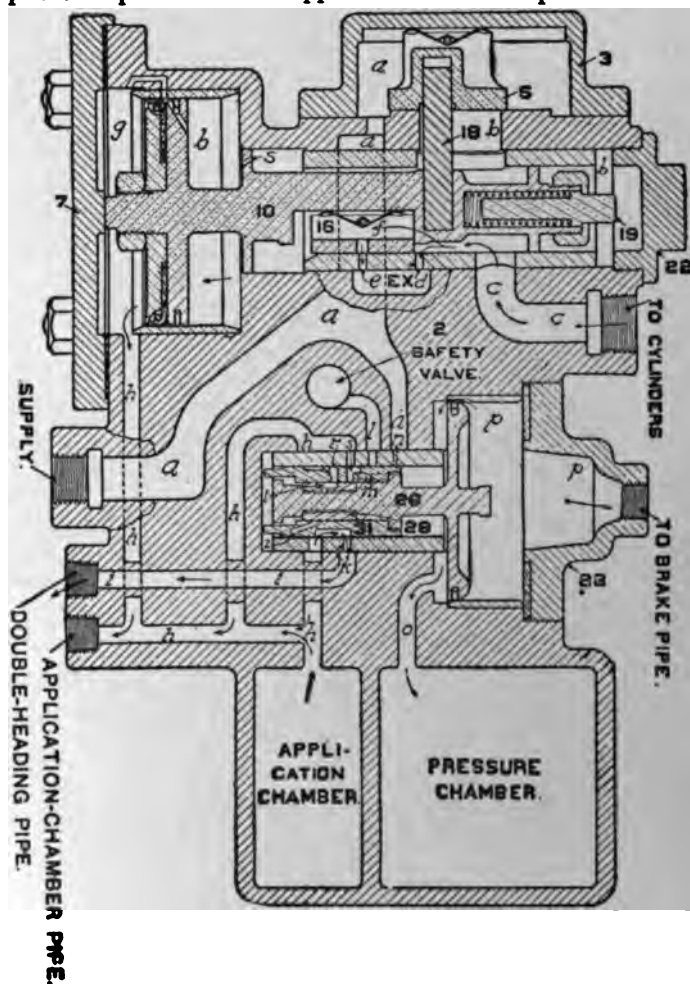 3
a
5
g
b
a
18
b
b
s
7
10
16
f
19
22
e
EX
d
c
c
a
2
SAFETY
VALVE.
TO CYLINDERS
SUPPLY.
a
h
h
l
i
p
p
r
m
h
26
31
28
h
k
23
TO BRAKE PIPE.
l
l
h
h
o
DOUBLE-HEADING PIPE.
APPLICATION-CHAMBER PIPE.
APPLI-
CATION
CHAMBER.
PRESSURE
CHAMBER.